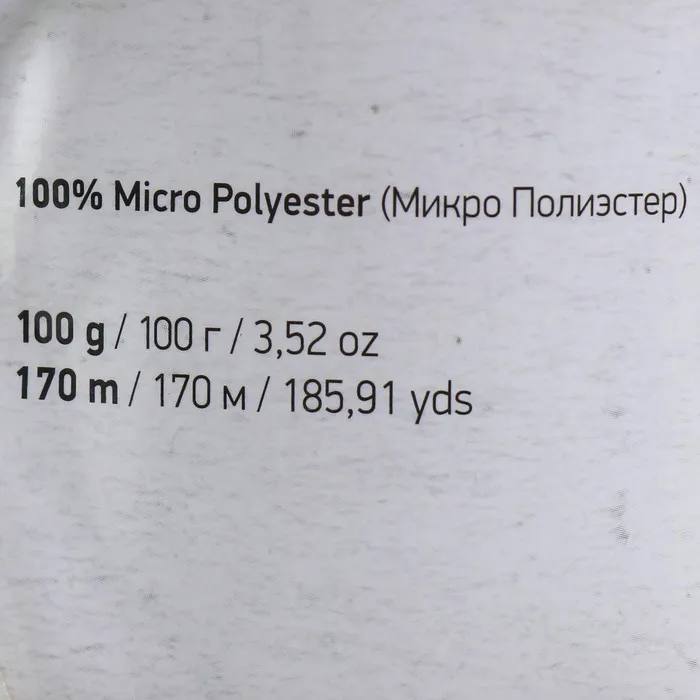 100% Micro Polyester (Микро Полиэстер)
100 g / 100 г / 3,52 oz
170 m / 170 м / 185,91 yds